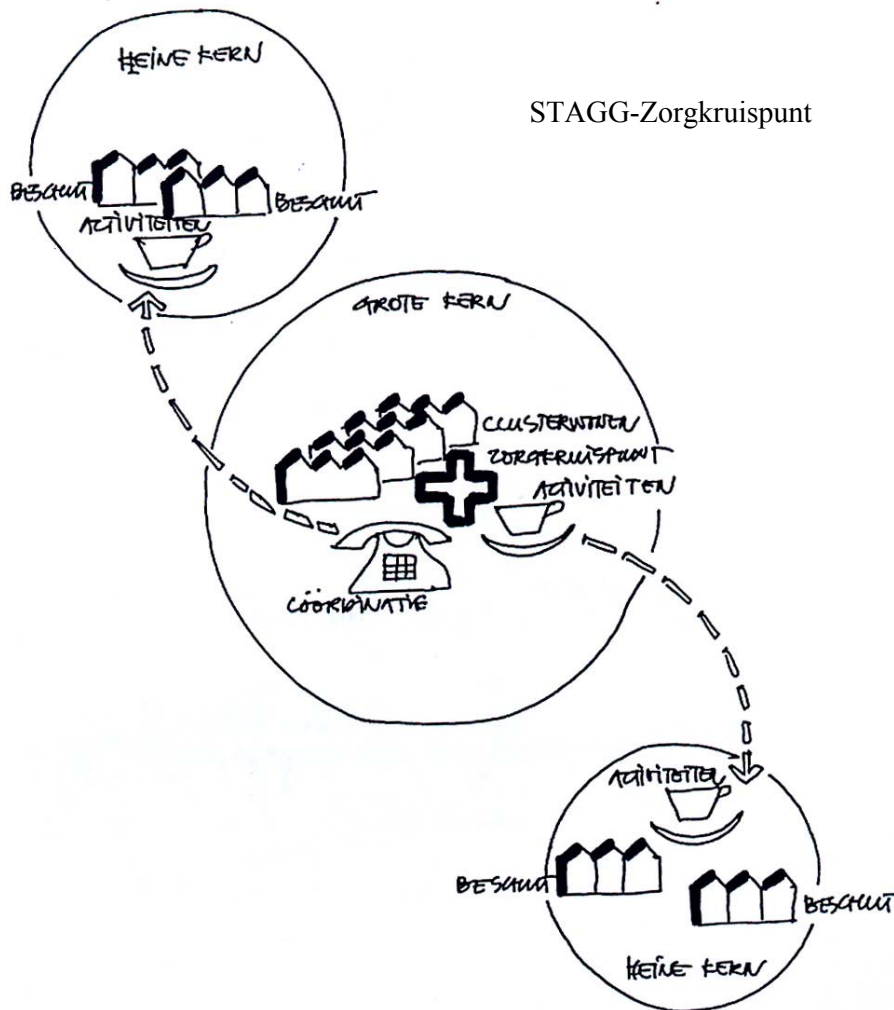 KLEINE KERN
STAGG-Zorgkruispunt
BESCHUT
BESCHUT
ACTIVITEITEN
GROTE KERN
CLUSTERWONEN
ZORGKRUISPUNT
ACTIVITEITEN
COÖRDINATIE
ACTIVITEITEN
BESCHUT
BESCHUT
KLEINE KERN